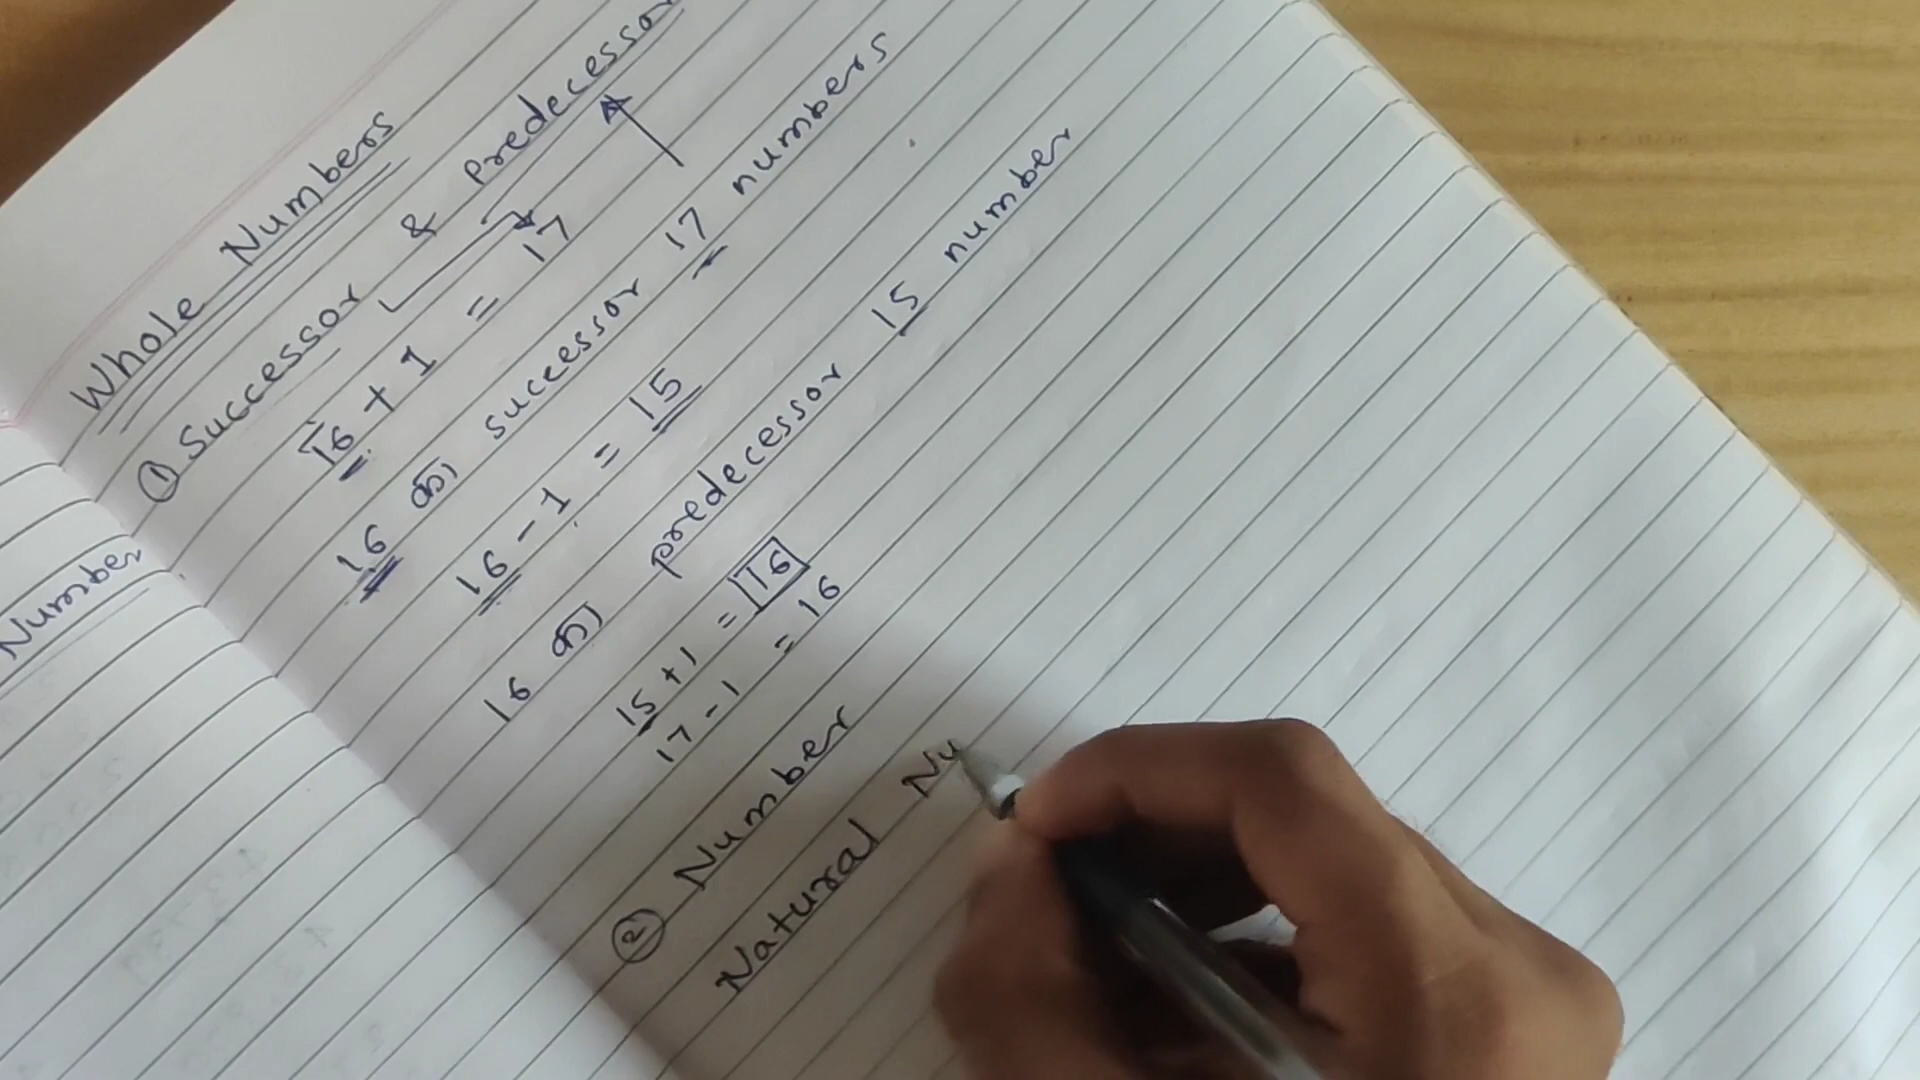 Whole Numbers
① Successor & predecessor
16 + 1 = 17
16 का successor 17 numbers
16 - 1 = 15
16 का predecessor 15 number
15 + 1 = 16
17 - 1 = 16
② Number
Natural Nu
Number